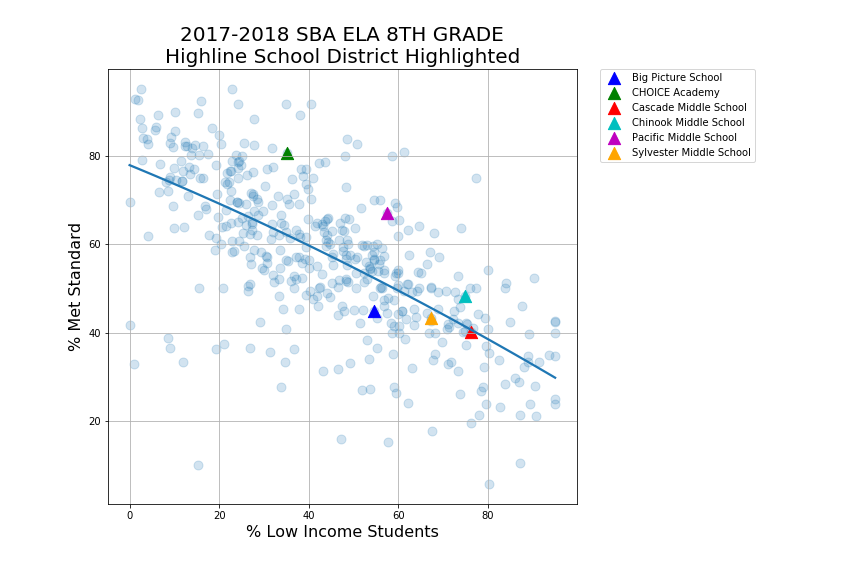 2017-2018 SBA ELA 8TH GRADE
Highline School District Highlighted
Big Picture School
CHOICE Academy
Cascade Middle School
Chinook Middle School
Pacific Middle School
Sylvester Middle School
% Met Standard
80
60
40
20
0 20 40 60 80
% Low Income Students